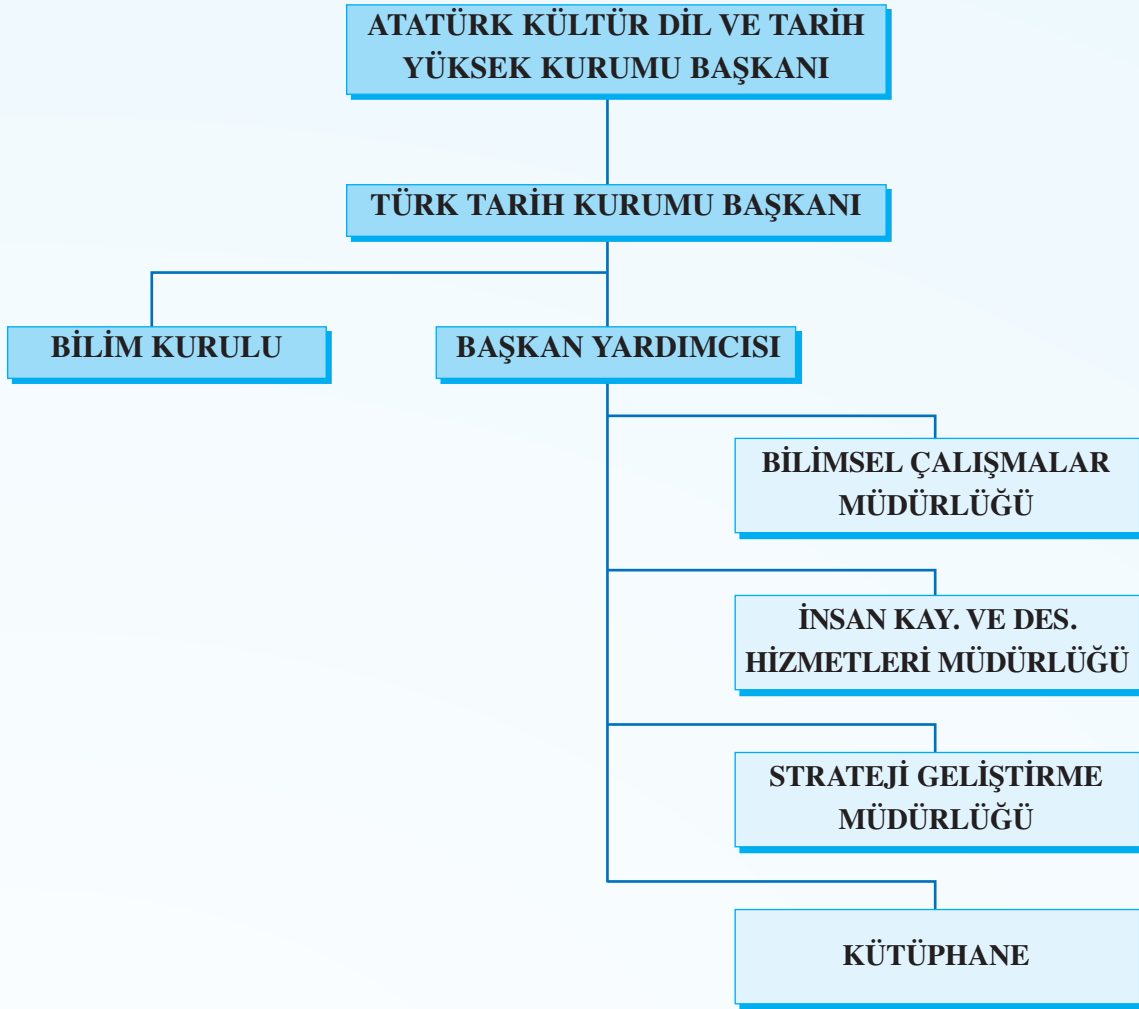 ATATÜRK KÜLTÜR DİL VE TARİH
YÜKSEK KURUMU BAŞKANI
TÜRK TARİH KURUMU BAŞKANI
BİLİM KURULU
BAŞKAN YARDIMCISI
BİLİMSEL ÇALIŞMALAR
MÜDÜRLÜĞÜ
İNSAN KAY. VE DES.
HİZMETLERİ MÜDÜRLÜĞÜ
STRATEJİ GELİŞTİRME
MÜDÜRLÜĞÜ
KÜTÜPHANE